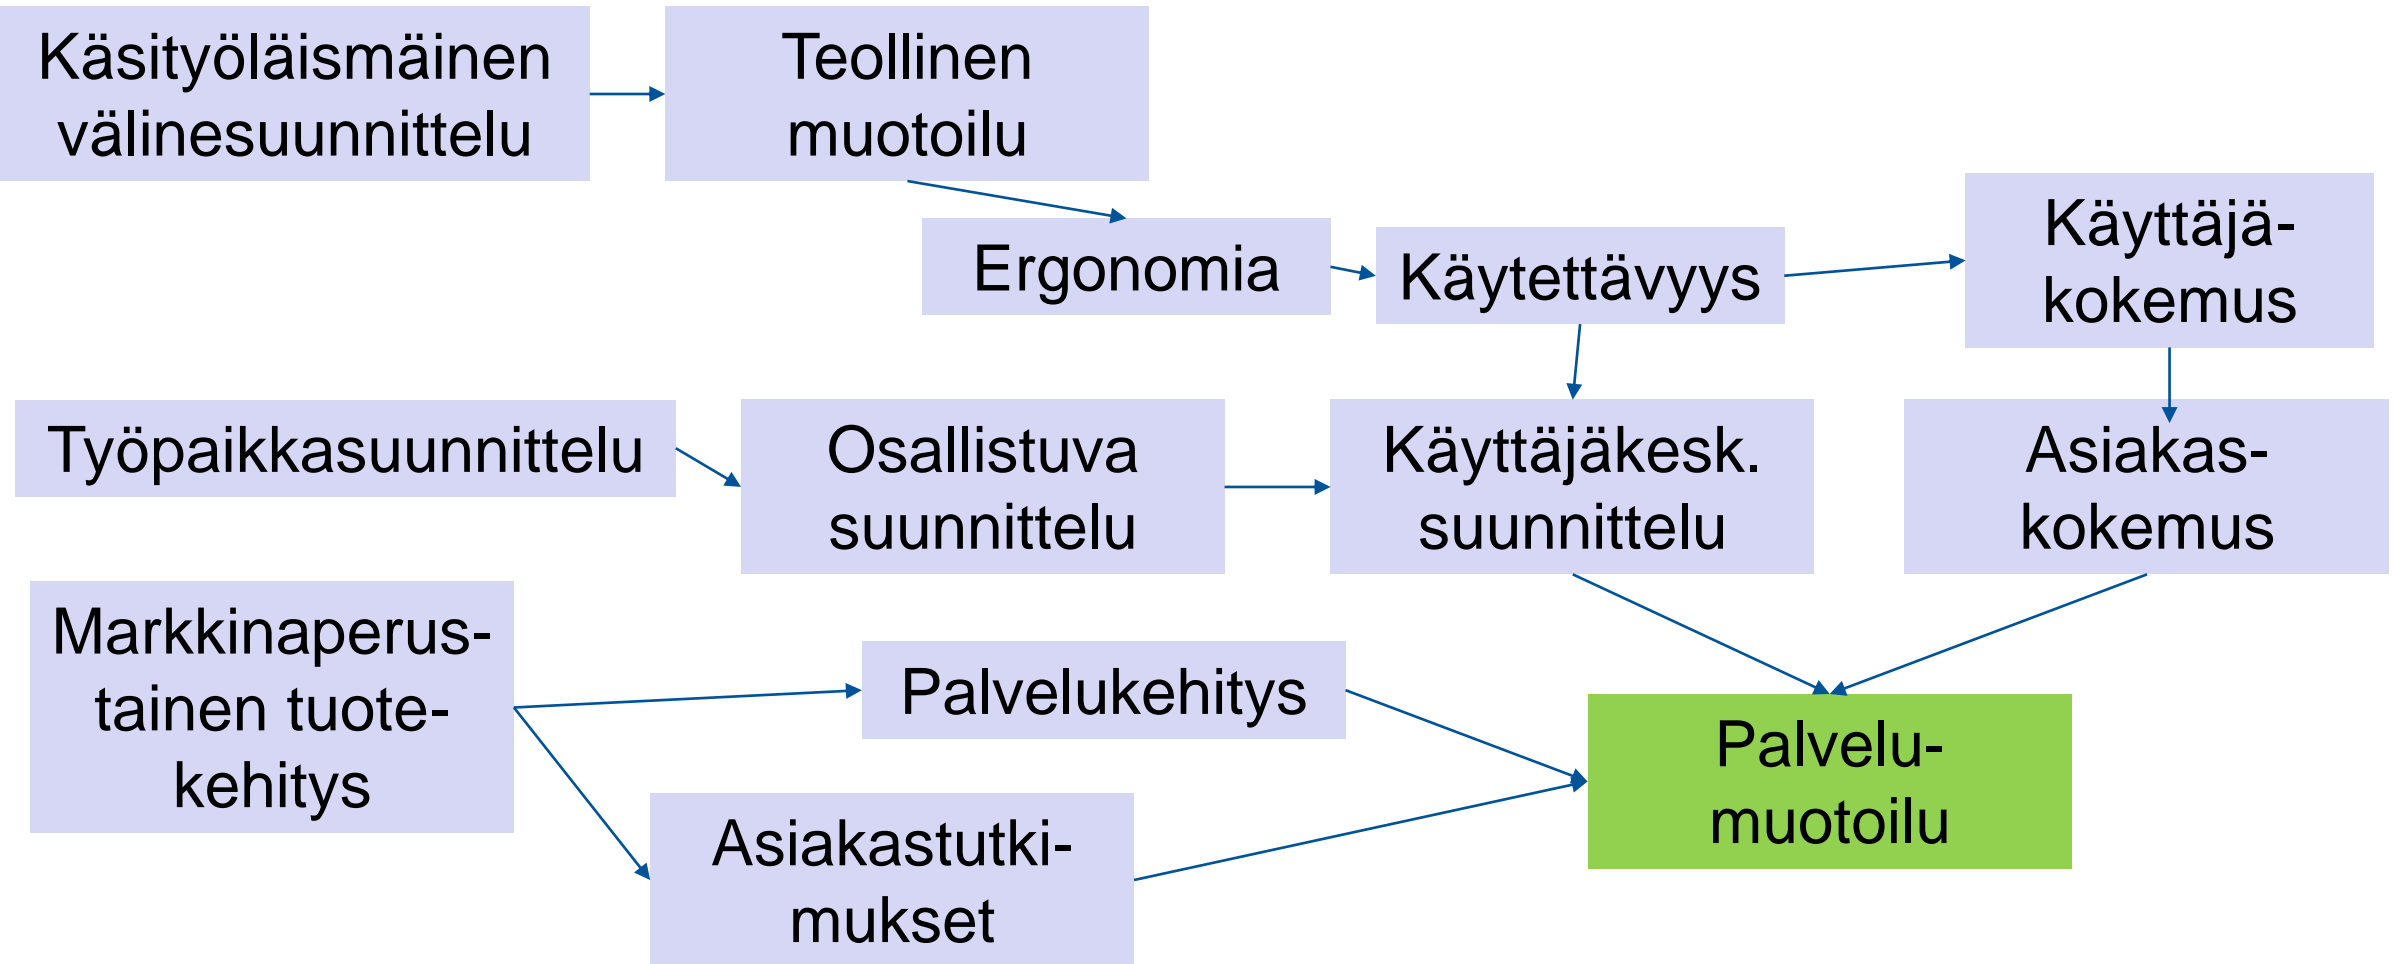 Käsityöläismäinen
välinesuunnittelu
Teollinen
muotoilu
Ergonomia
Käytettävyys
Käyttäjä-
kokemus
Työpaikkasuunnittelu
Osallistuva
suunnittelu
Käyttäjäkesk.
suunnittelu
Asiakas-
kokemus
Markkinaperus-
tainen tuote-
kehitys
Palvelukehitys
Asiakastutki-
mukset
Palvelu-
muotoilu